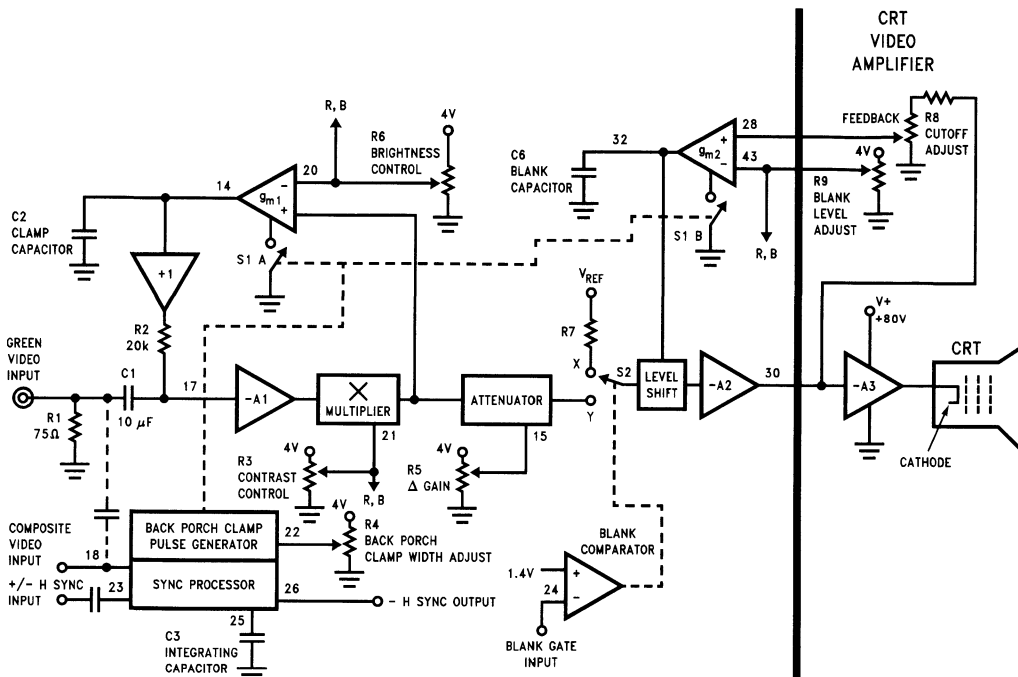 CRT
VIDEO
AMPLIFIER
R, B
4V
R6
BRIGHTNESS
CONTROL
20
14
gm1
−
+
C2
CLAMP
CAPACITOR
S1 A
+1
R2
20k
32
C6
BLANK
CAPACITOR
gm2
+
−
28
43
S1 B
R, B
FEEDBACK
R8
CUTOFF
ADJUST
4V
R9
BLANK
LEVEL
ADJUST
GREEN
VIDEO
INPUT
R1
75Ω
C1
10 μF
17
−A1
X
MULTIPLIER
21
4V
R3
CONTRAST
CONTROL
R, B
ATTENUATOR
15
4V
R5
Δ GAIN
VREF
R7
X
S2
Y
LEVEL
SHIFT
−A2
30
V+
+80V
−A3
CRT
CATHODE
BACK PORCH CLAMP
PULSE GENERATOR
22
4V
R4
BACK PORCH
CLAMP WIDTH ADJUST
COMPOSITE
VIDEO
INPUT
18
+/− H SYNC
INPUT
23
SYNC PROCESSOR
26
− H SYNC OUTPUT
25
C3
INTEGRATING
CAPACITOR
BLANK
COMPARATOR
1.4V
24
+
−
BLANK GATE
INPUT